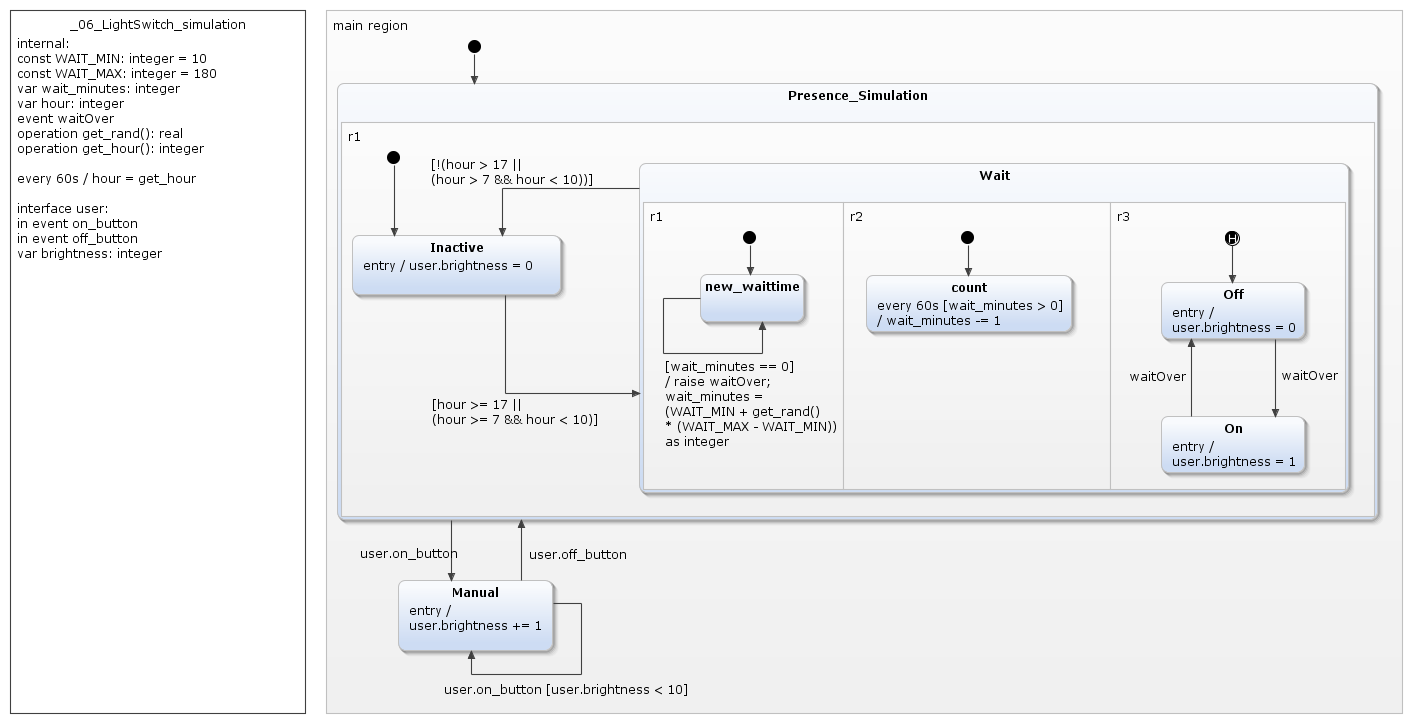 _06_LightSwitch_simulation
internal:
const WAIT_MIN: integer = 10
const WAIT_MAX: integer = 180
var wait_minutes: integer
var hour: integer
event waitOver
operation get_rand(): real
operation get_hour(): integer
every 60s / hour = get_hour
interface user:
in event on_button
in event off_button
var brightness: integer
main region
Presence_Simulation
r1
[!(hour > 17 ||
(hour > 7 && hour < 10))]
Inactive
entry / user.brightness = 0
[hour >= 17 ||
(hour >= 7 && hour < 10)]
Wait
r1
new_waittime
[wait_minutes == 0]
/ raise waitOver;
wait_minutes =
(WAIT_MIN + get_rand()
* (WAIT_MAX - WAIT_MIN))
as integer
r2
count
every 60s [wait_minutes > 0]
/ wait_minutes -= 1
r3
H
Off
entry /
user.brightness = 0
waitOver
waitOver
On
entry /
user.brightness = 1
user.on_button
user.off_button
Manual
entry /
user.brightness += 1
user.on_button [user.brightness < 10]